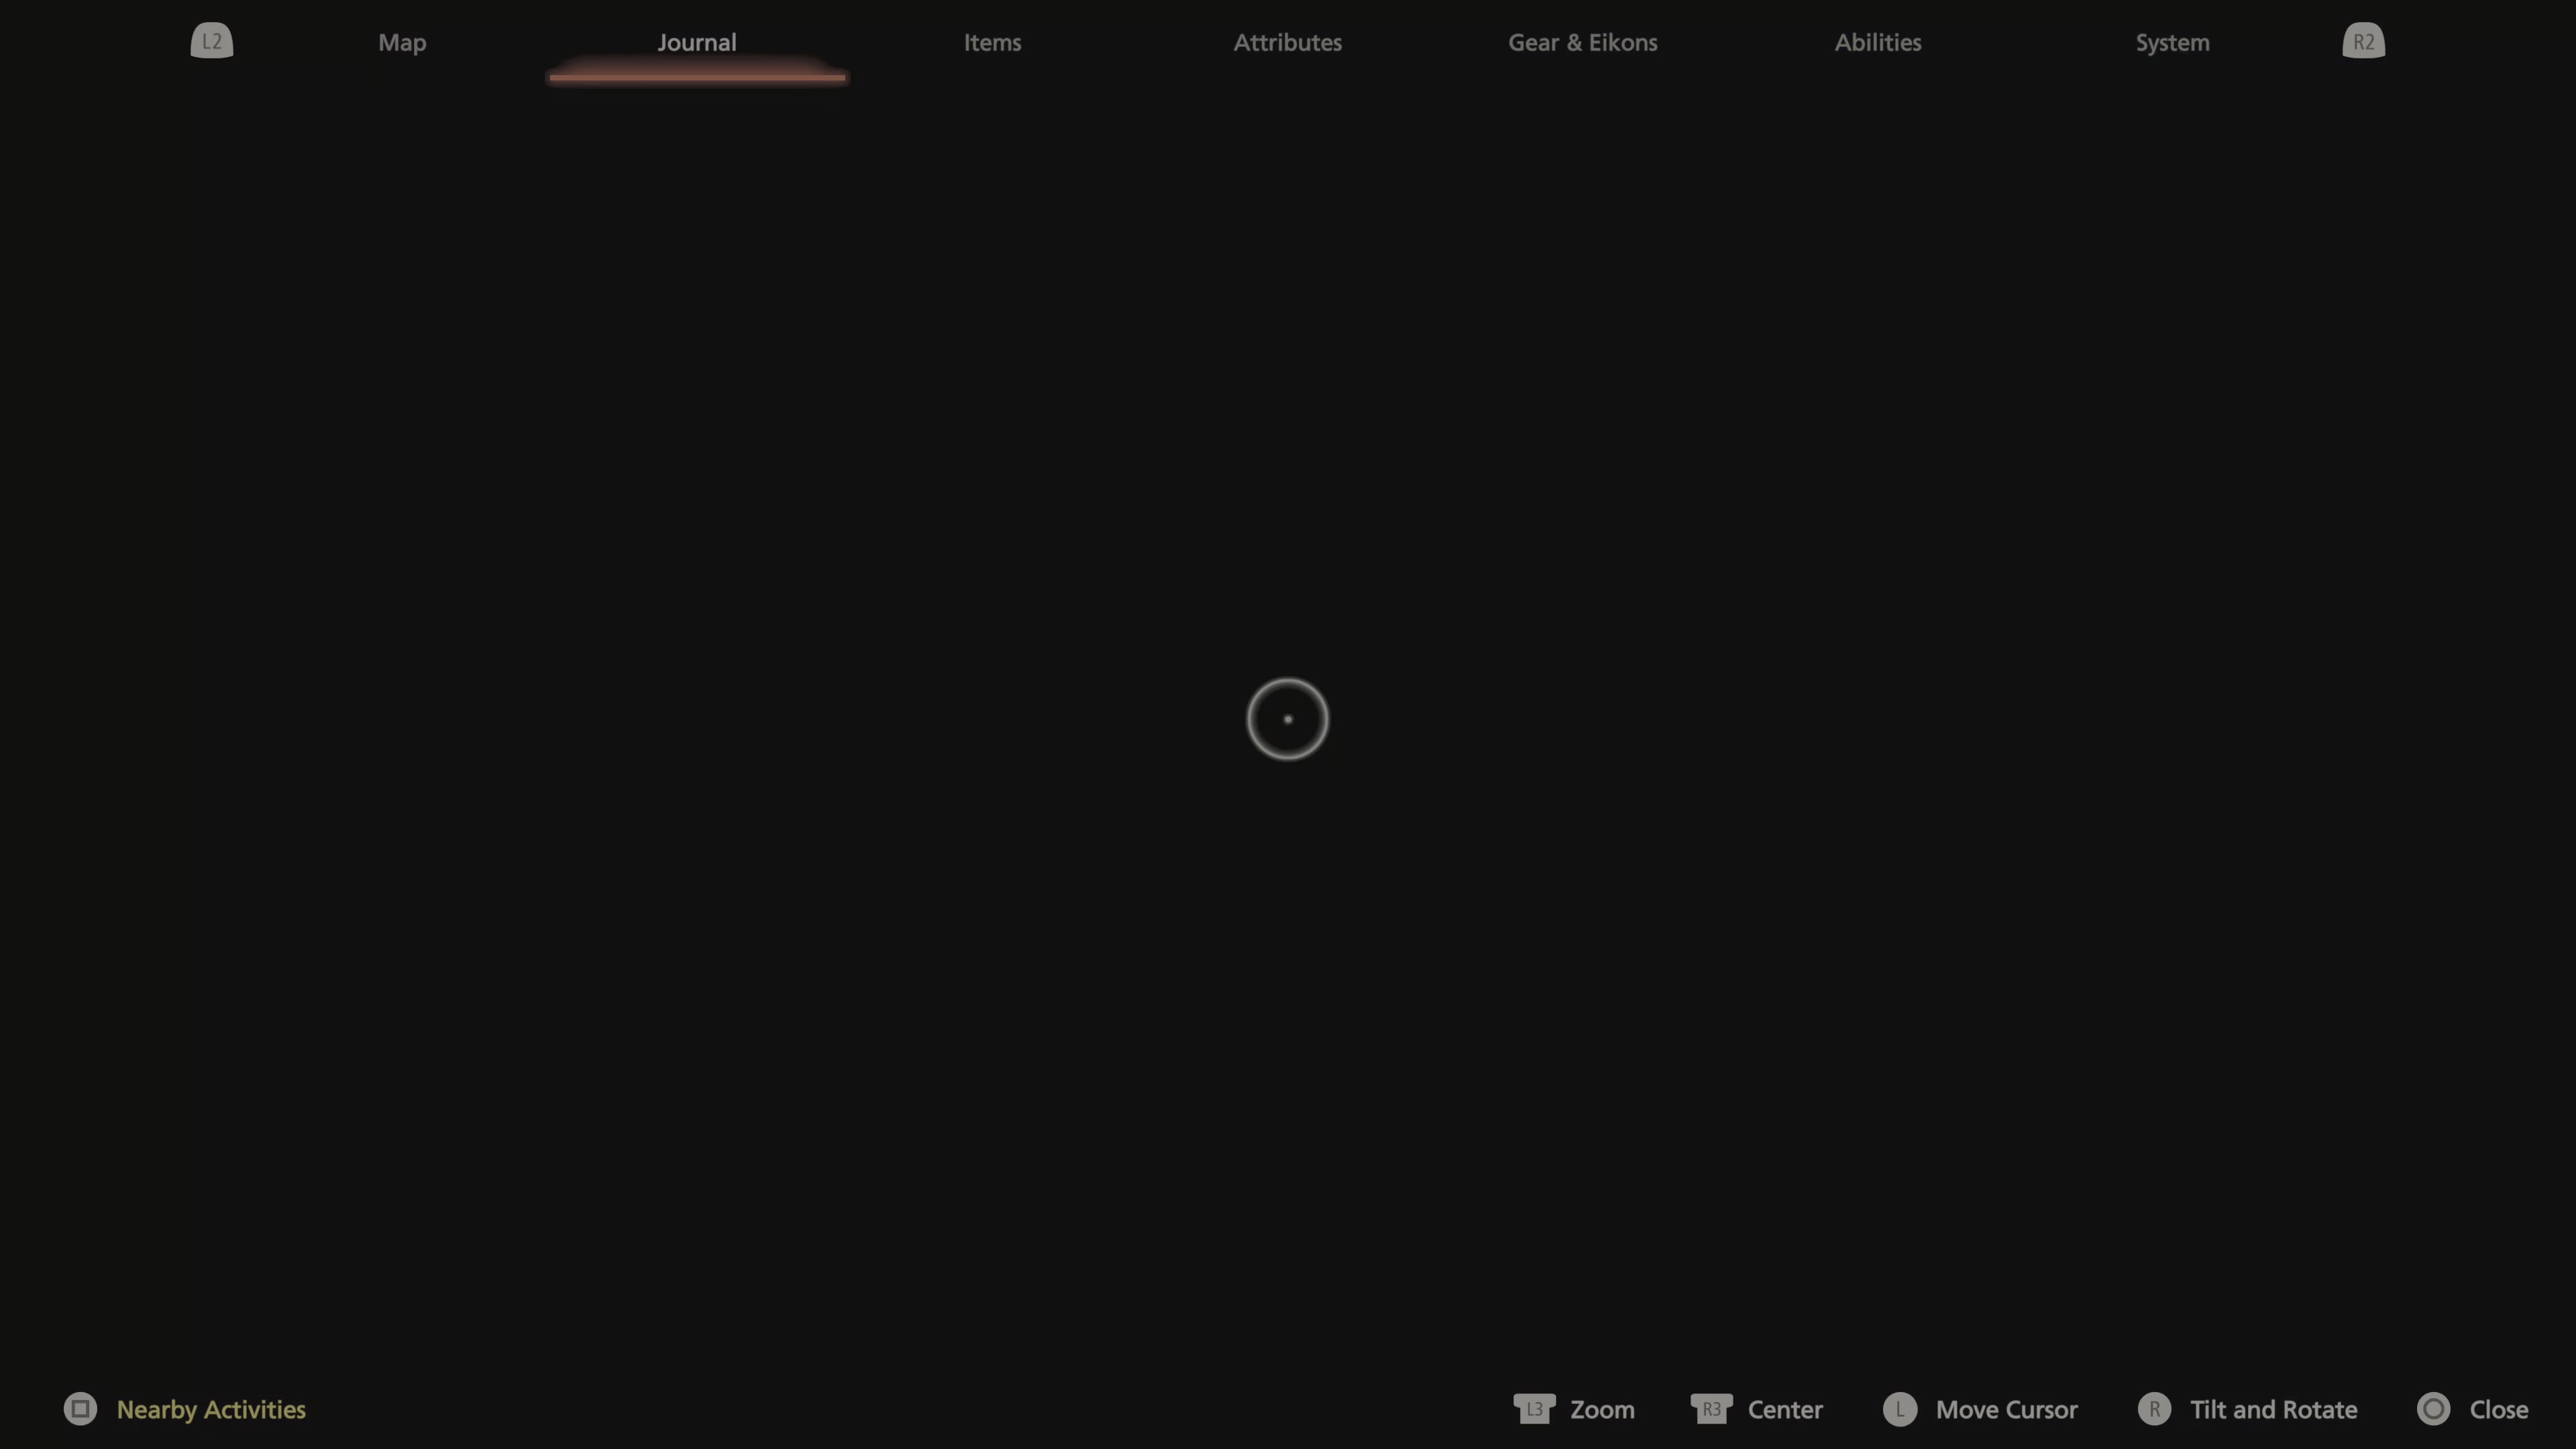 L2 Map Journal Items Attributes Gear & Eikons Abilities System R2
Nearby Activities L3 Zoom R3 Center L Move Cursor R Tilt and Rotate Close